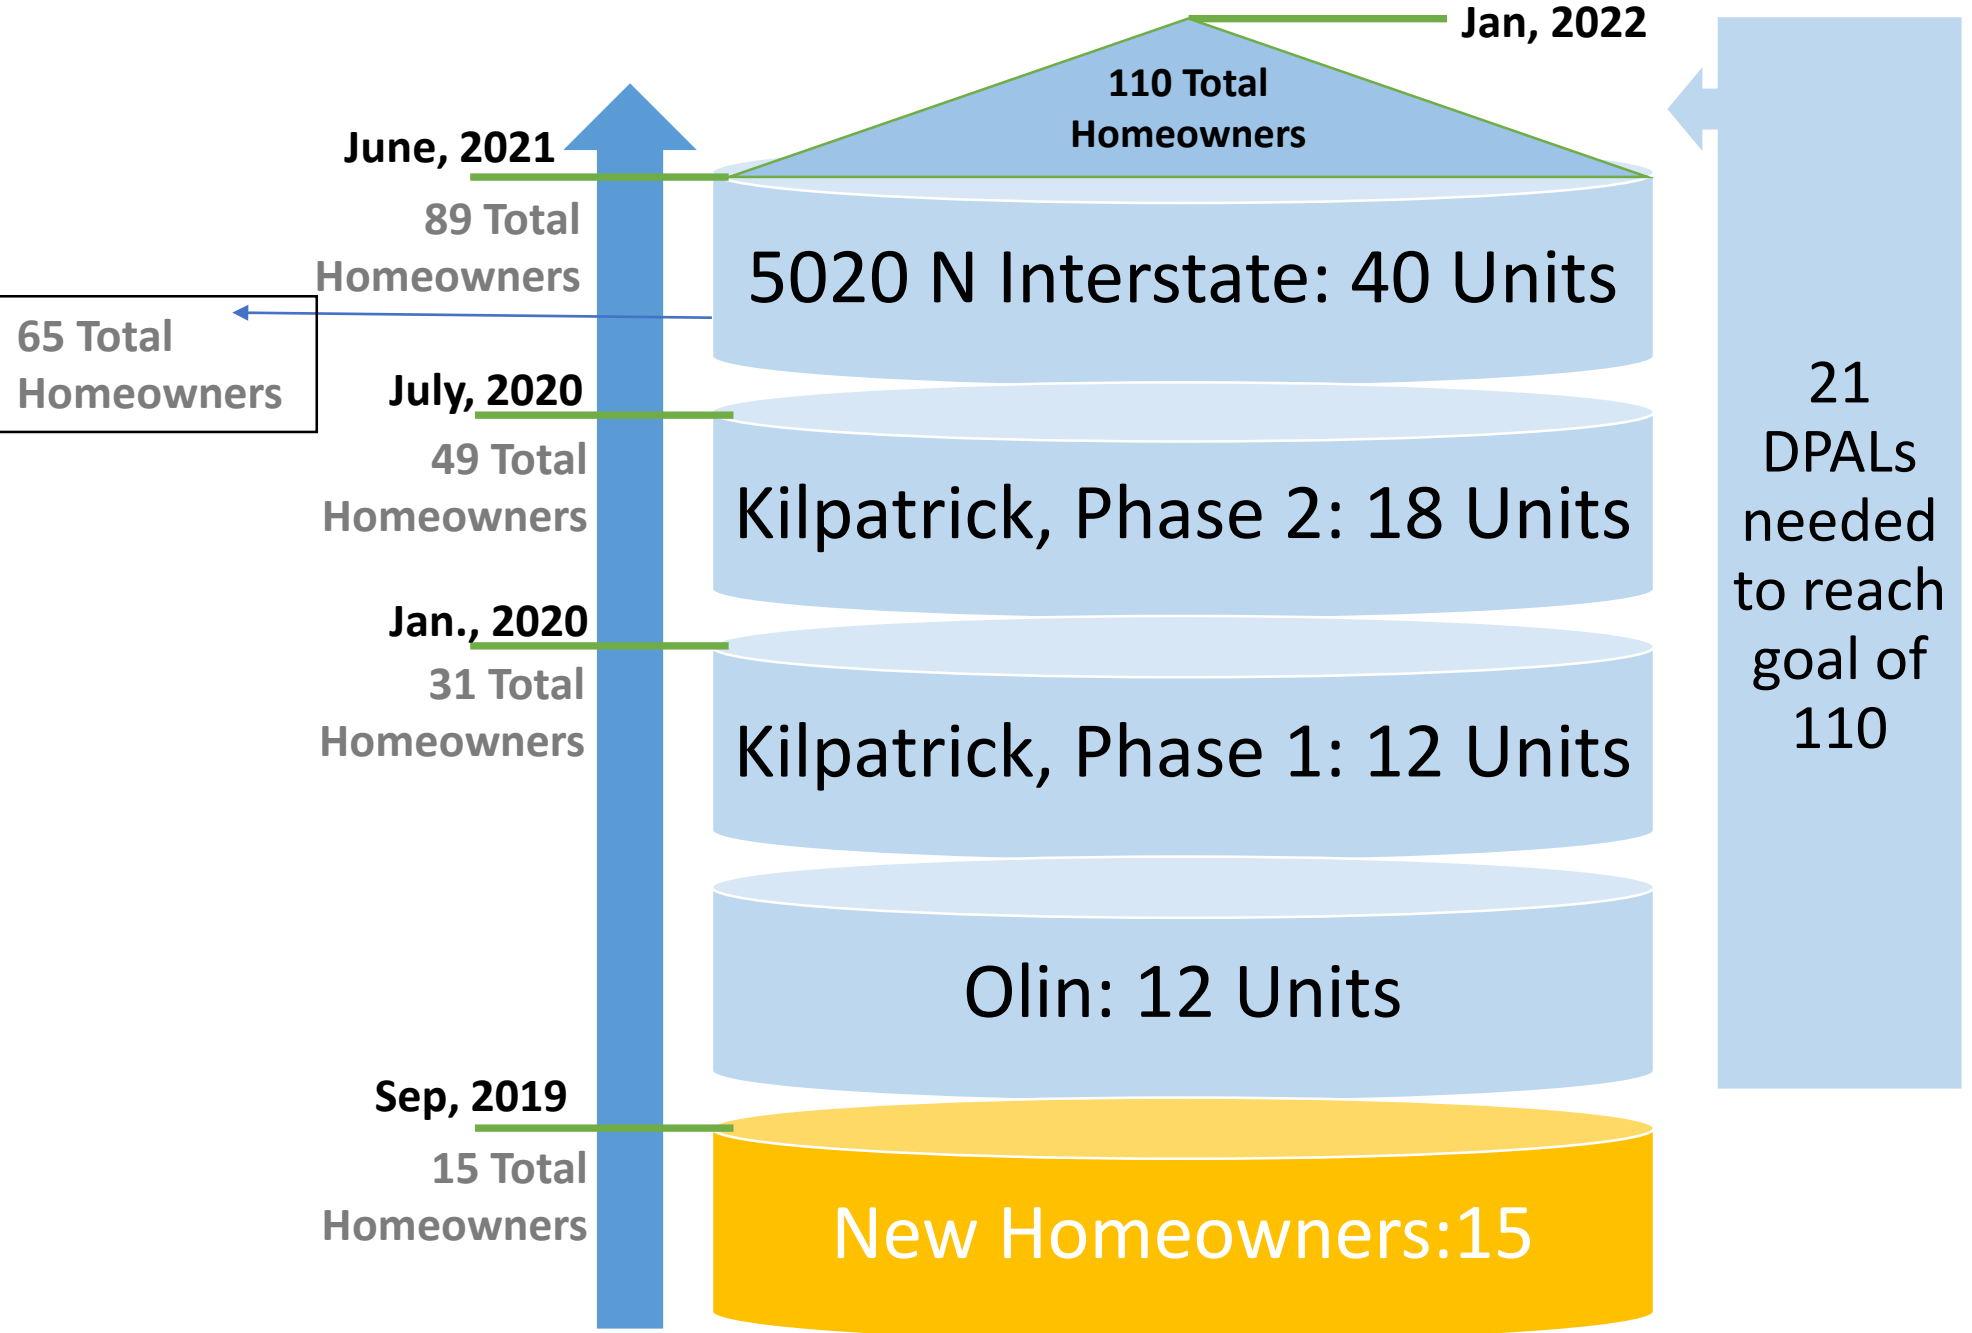 Jan, 2022
110 Total
Homeowners
June, 2021
89 Total
Homeowners
5020 N Interstate: 40 Units
65 Total
Homeowners
July, 2020
49 Total
Homeowners
Kilpatrick, Phase 2: 18 Units
Jan., 2020
31 Total
Homeowners
Kilpatrick, Phase 1: 12 Units
Olin: 12 Units
Sep, 2019
15 Total
Homeowners
New Homeowners:15
21
DPALs
needed
to reach
goal of
110